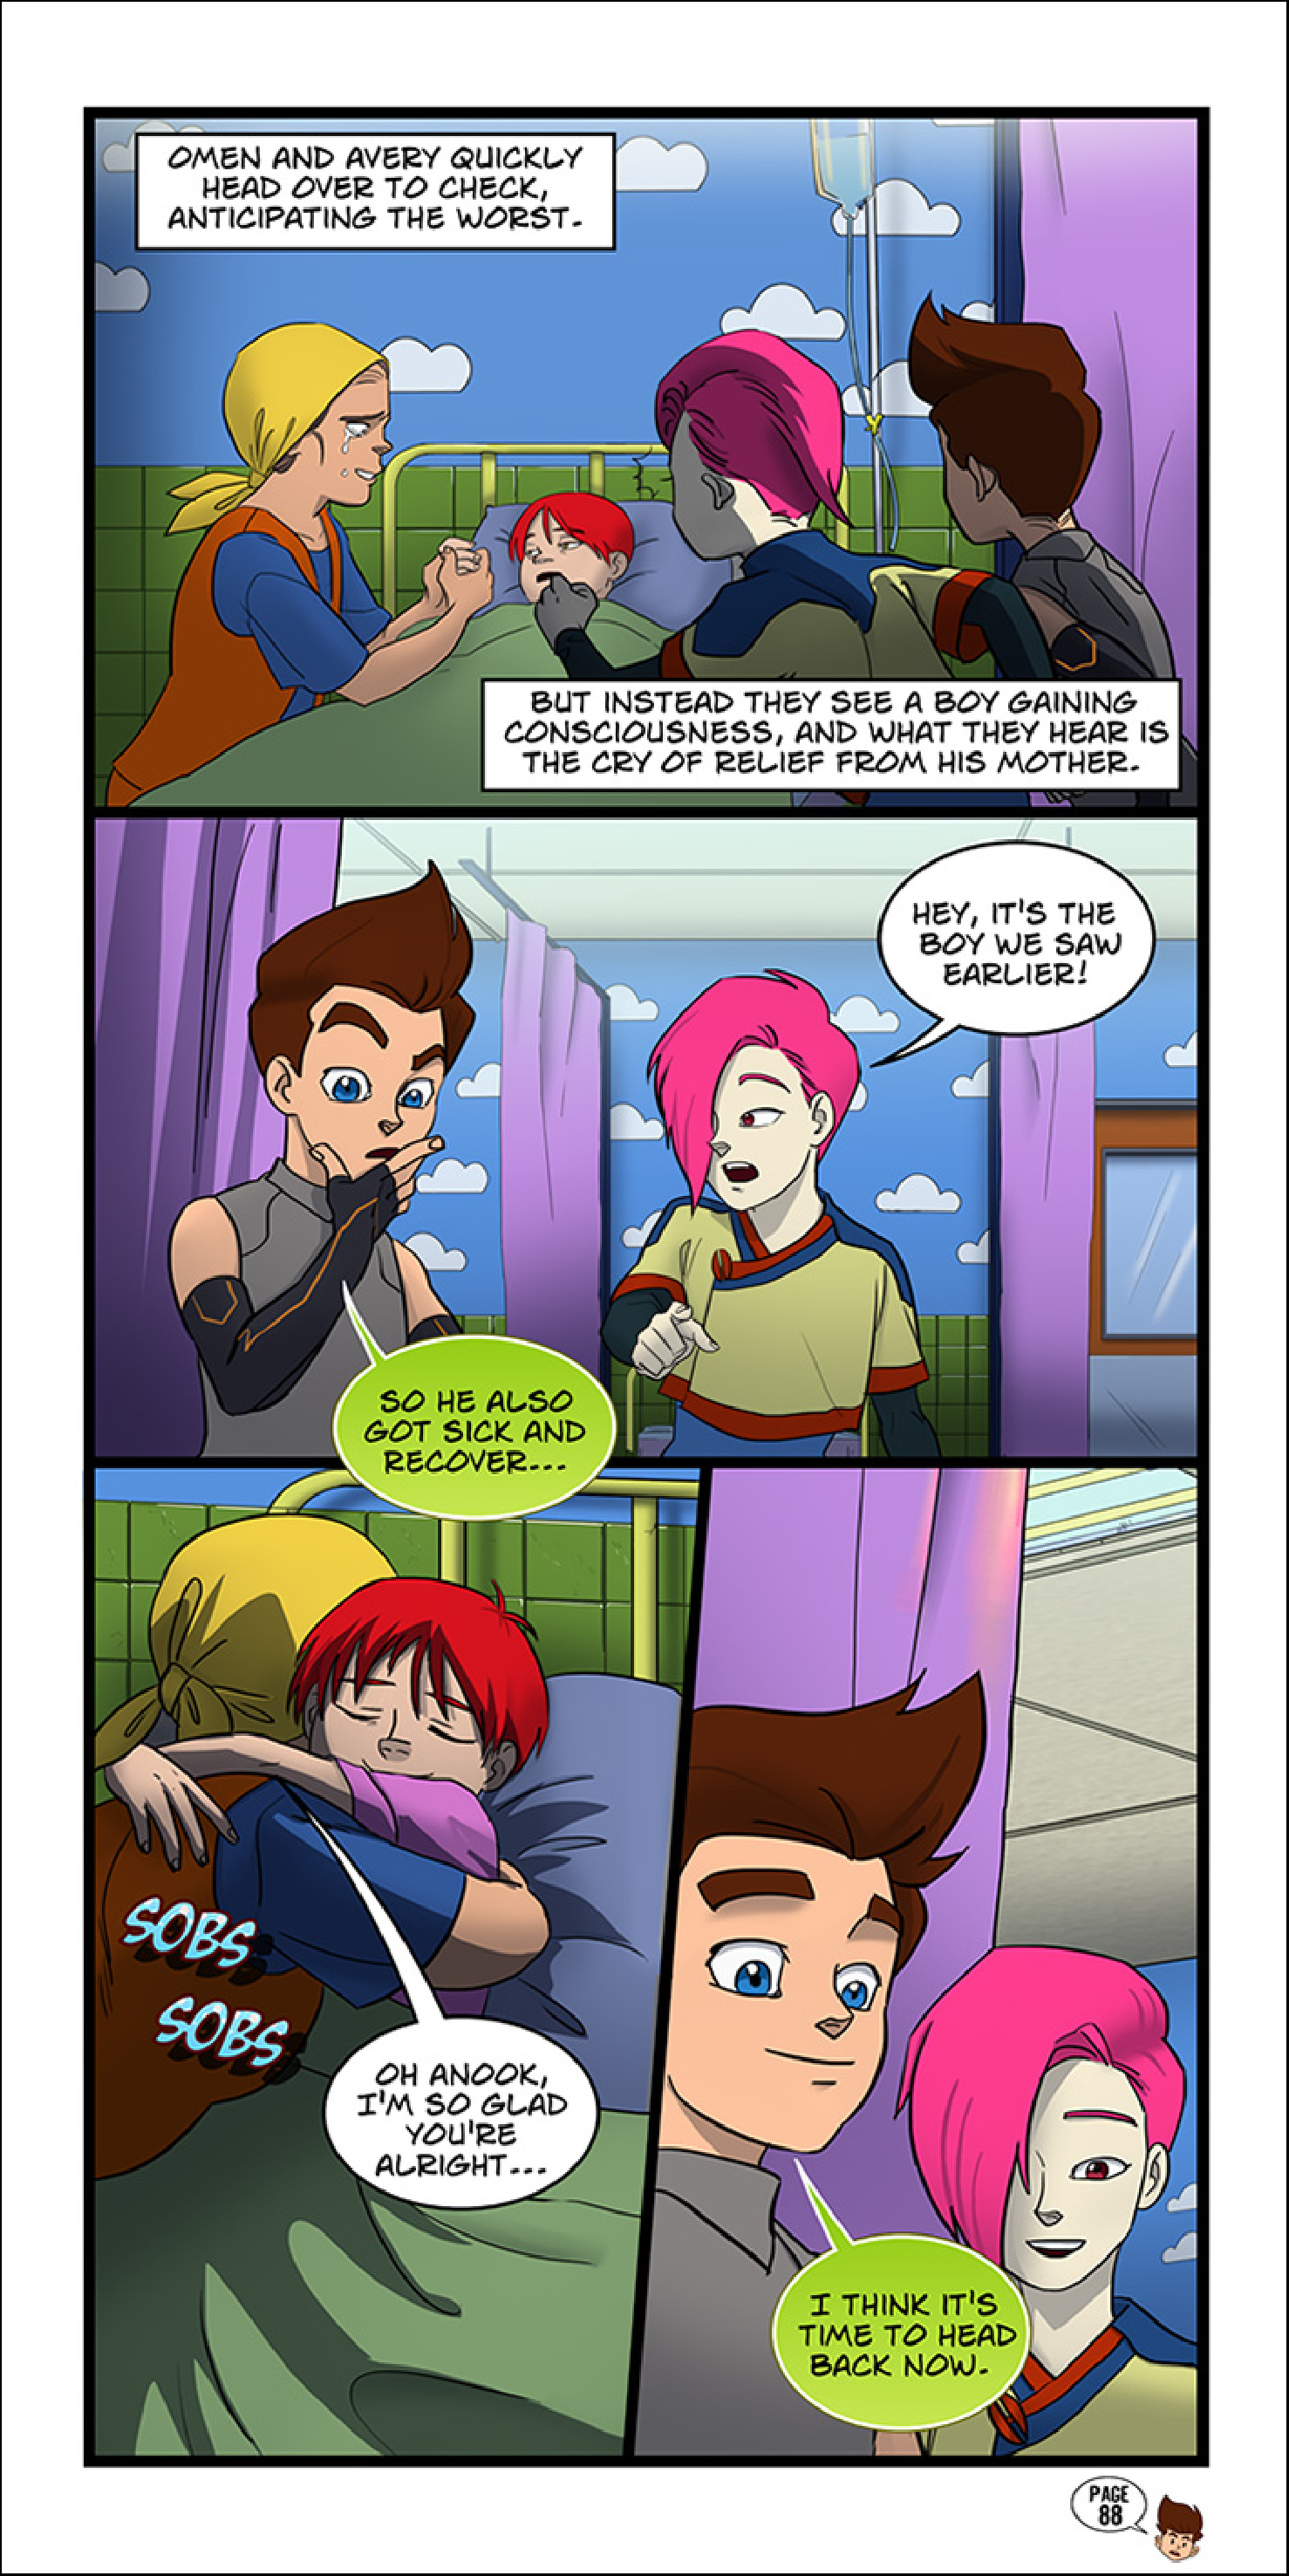 OMEN AND AVERY QUICKLY
HEAD OVER TO CHECK,
ANTICIPATING THE WORST.
BUT INSTEAD THEY SEE A BOY GAINING
CONSCIOUSNESS, AND WHAT THEY HEAR IS
THE CRY OF RELIEF FROM HIS MOTHER.
HEY, IT'S THE
BOY WE SAW
EARLIER!
SO HE ALSO
GOT SICK AND
RECOVER...
SOBS
SOBS
OH ANOOK,
I'M SO GLAD
YOU'RE
ALRIGHT...
I THINK IT'S
TIME TO HEAD
BACK NOW.
PAGE
88